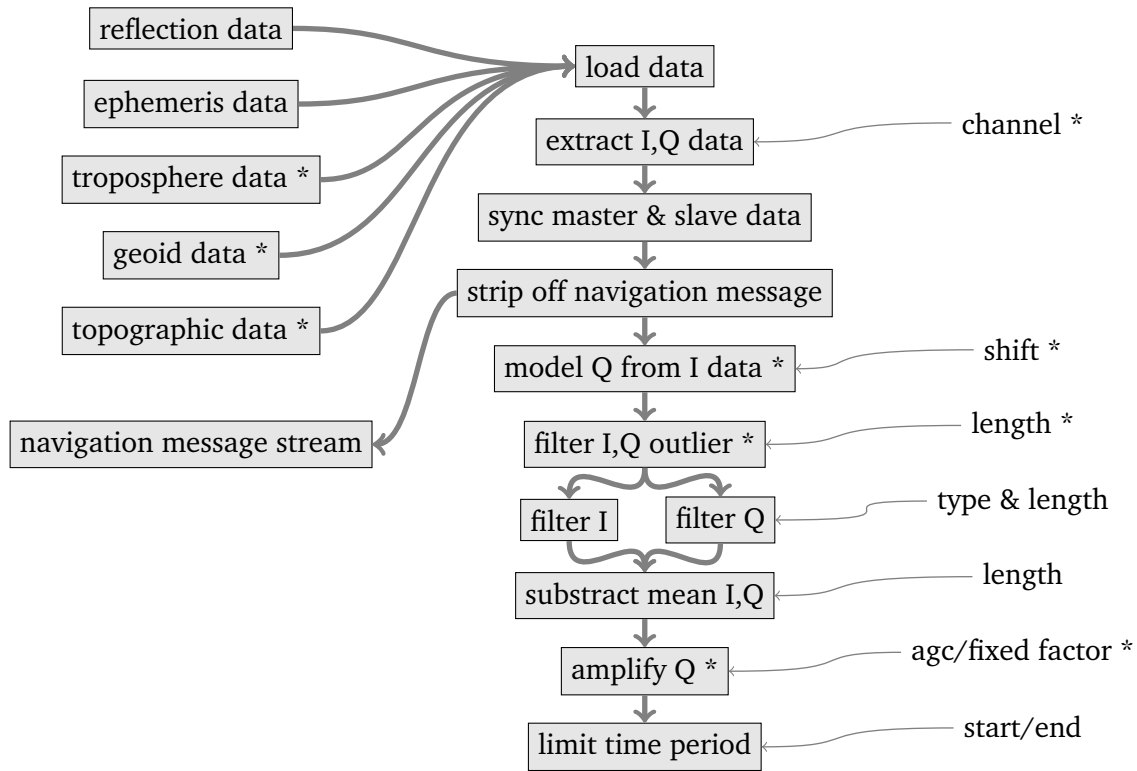 reflection data
load data
ephemeris data
extract I,Q data
channel *
troposphere data *
sync master & slave data
geoid data *
strip off navigation message
topographic data *
model Q from I data *
shift *
navigation message stream
filter I,Q outlier *
length *
filter I
filter Q
type & length
substract mean I,Q
length
amplify Q *
agc/fixed factor *
limit time period
start/end